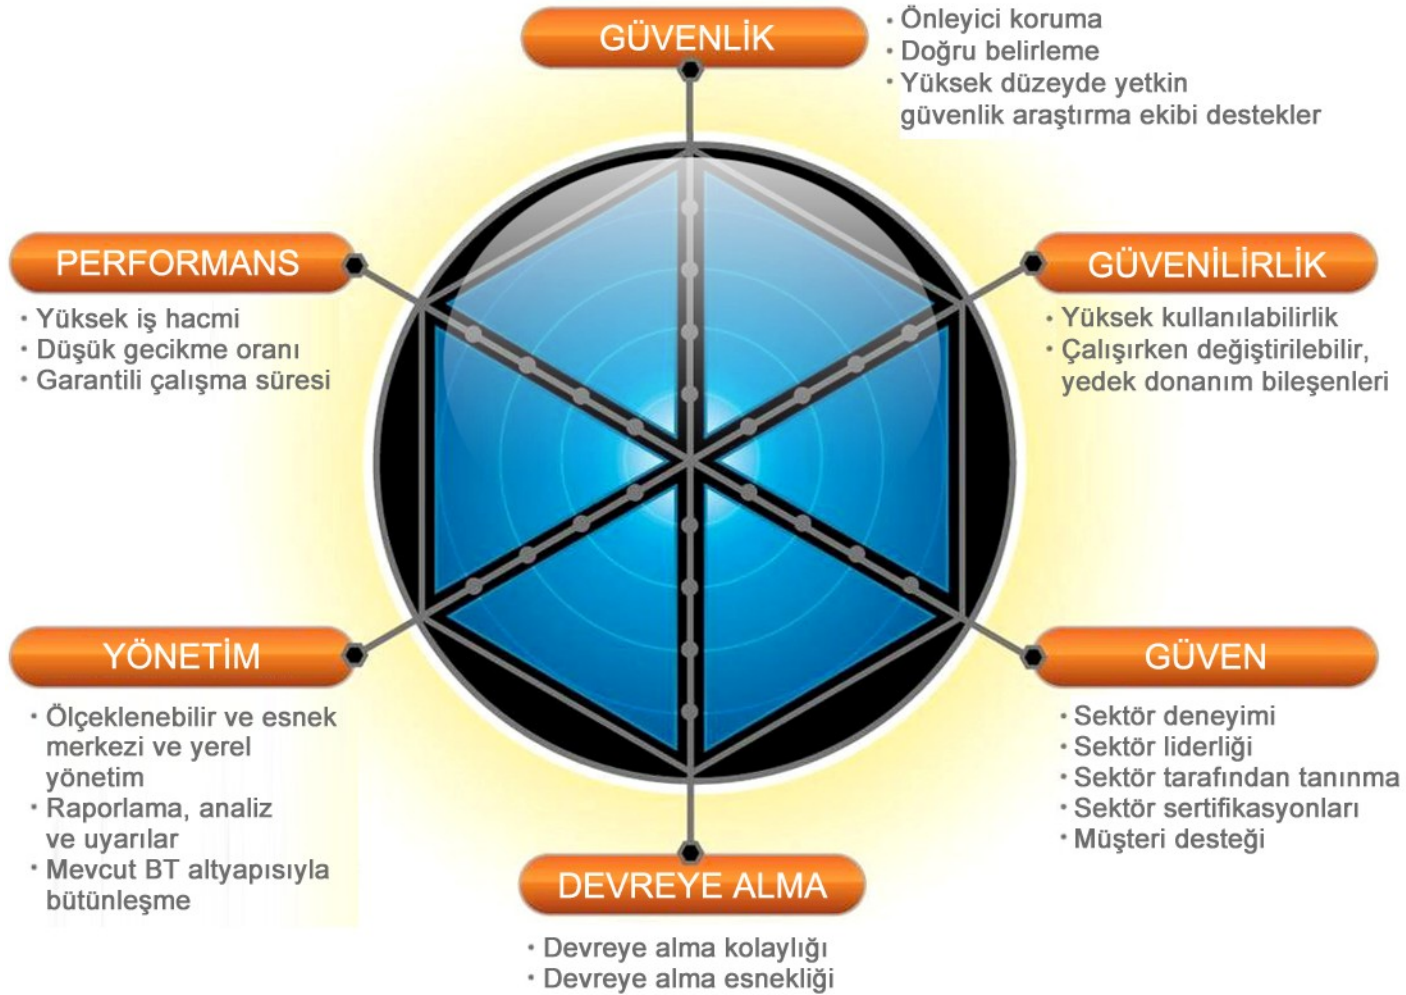 GÜVENLİK
· Önleyici koruma
· Doğru belirleme
· Yüksek düzeyde yetkin
güvenlik araştırma ekibi destekler
PERFORMANS
· Yüksek iş hacmi
· Düşük gecikme oranı
· Garantili çalışma süresi
GÜVENİLİRLİK
· Yüksek kullanılabilirlik
· Çalışırken değiştirilebilir,
yedek donanım bileşenleri
YÖNETİM
· Ölçeklenebilir ve esnek
merkezi ve yerel
yönetim
· Raporlama, analiz
ve uyarılar
· Mevcut BT altyapısıyla
bütünleşme
GÜVEN
· Sektör deneyimi
· Sektör liderliği
· Sektör tarafından tanınma
· Sektör sertifikasyonları
· Müşteri desteği
DEVREYE ALMA
· Devreye alma kolaylığı
· Devreye alma esnekliği